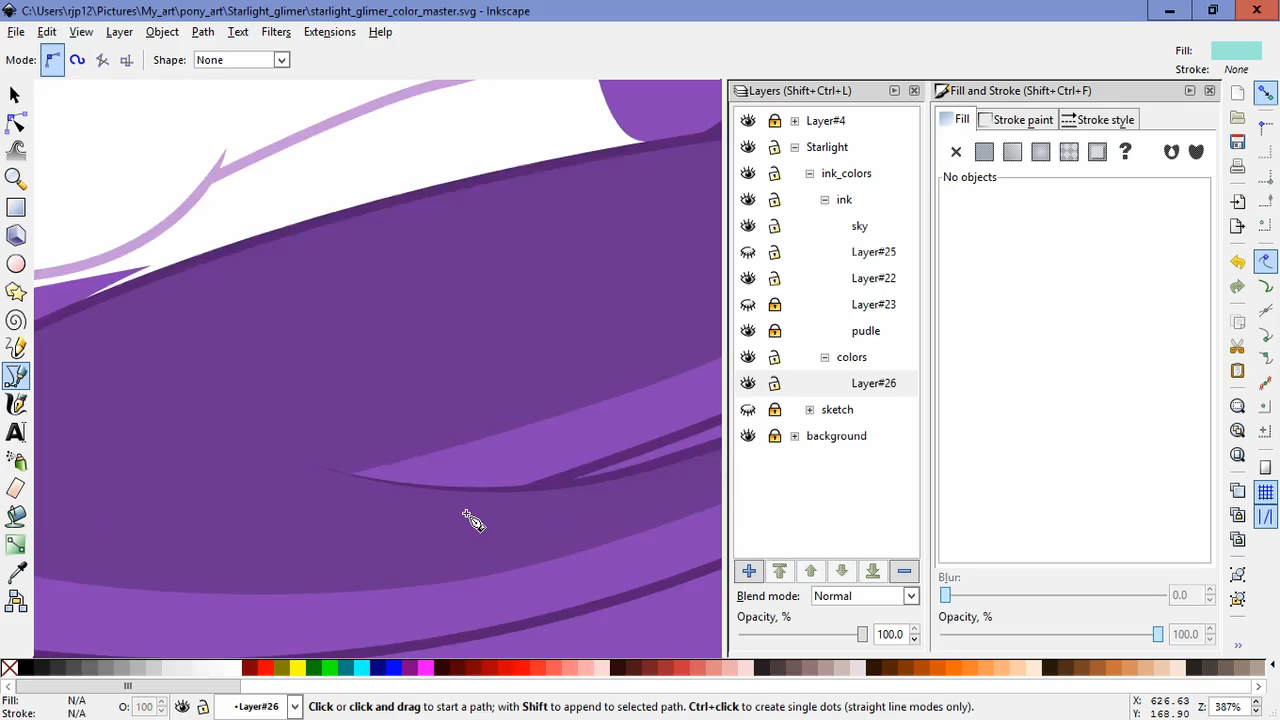 C:\Users\rjp12\Pictures\My_art\pony_art\Starlight_glimer\starlight_glimer_color_master.svg - Inkscape
File Edit View Layer Object Path Text Filters Extensions Help
Mode: Shape: None
Fill:
Stroke: None
Layers (Shift+Ctrl+L)
Layer#4
Starlight
ink_colors
ink
sky
Layer#25
Layer#22
Layer#23
pudle
colors
Layer#26
sketch
background
Blend mode: Normal
Opacity, %
100.0
Fill and Stroke (Shift+Ctrl+F)
Fill Stroke paint Stroke style
?
No objects
Blur:
0.0
Opacity, %
100.0
Fill: N/A
Stroke: N/A
O: 100
•Layer#26
Click or click and drag to start a path; with Shift to append to selected path. Ctrl+click to create single dots (straight line modes only).
X: 626.63
Y: 168.90
Z: 387%